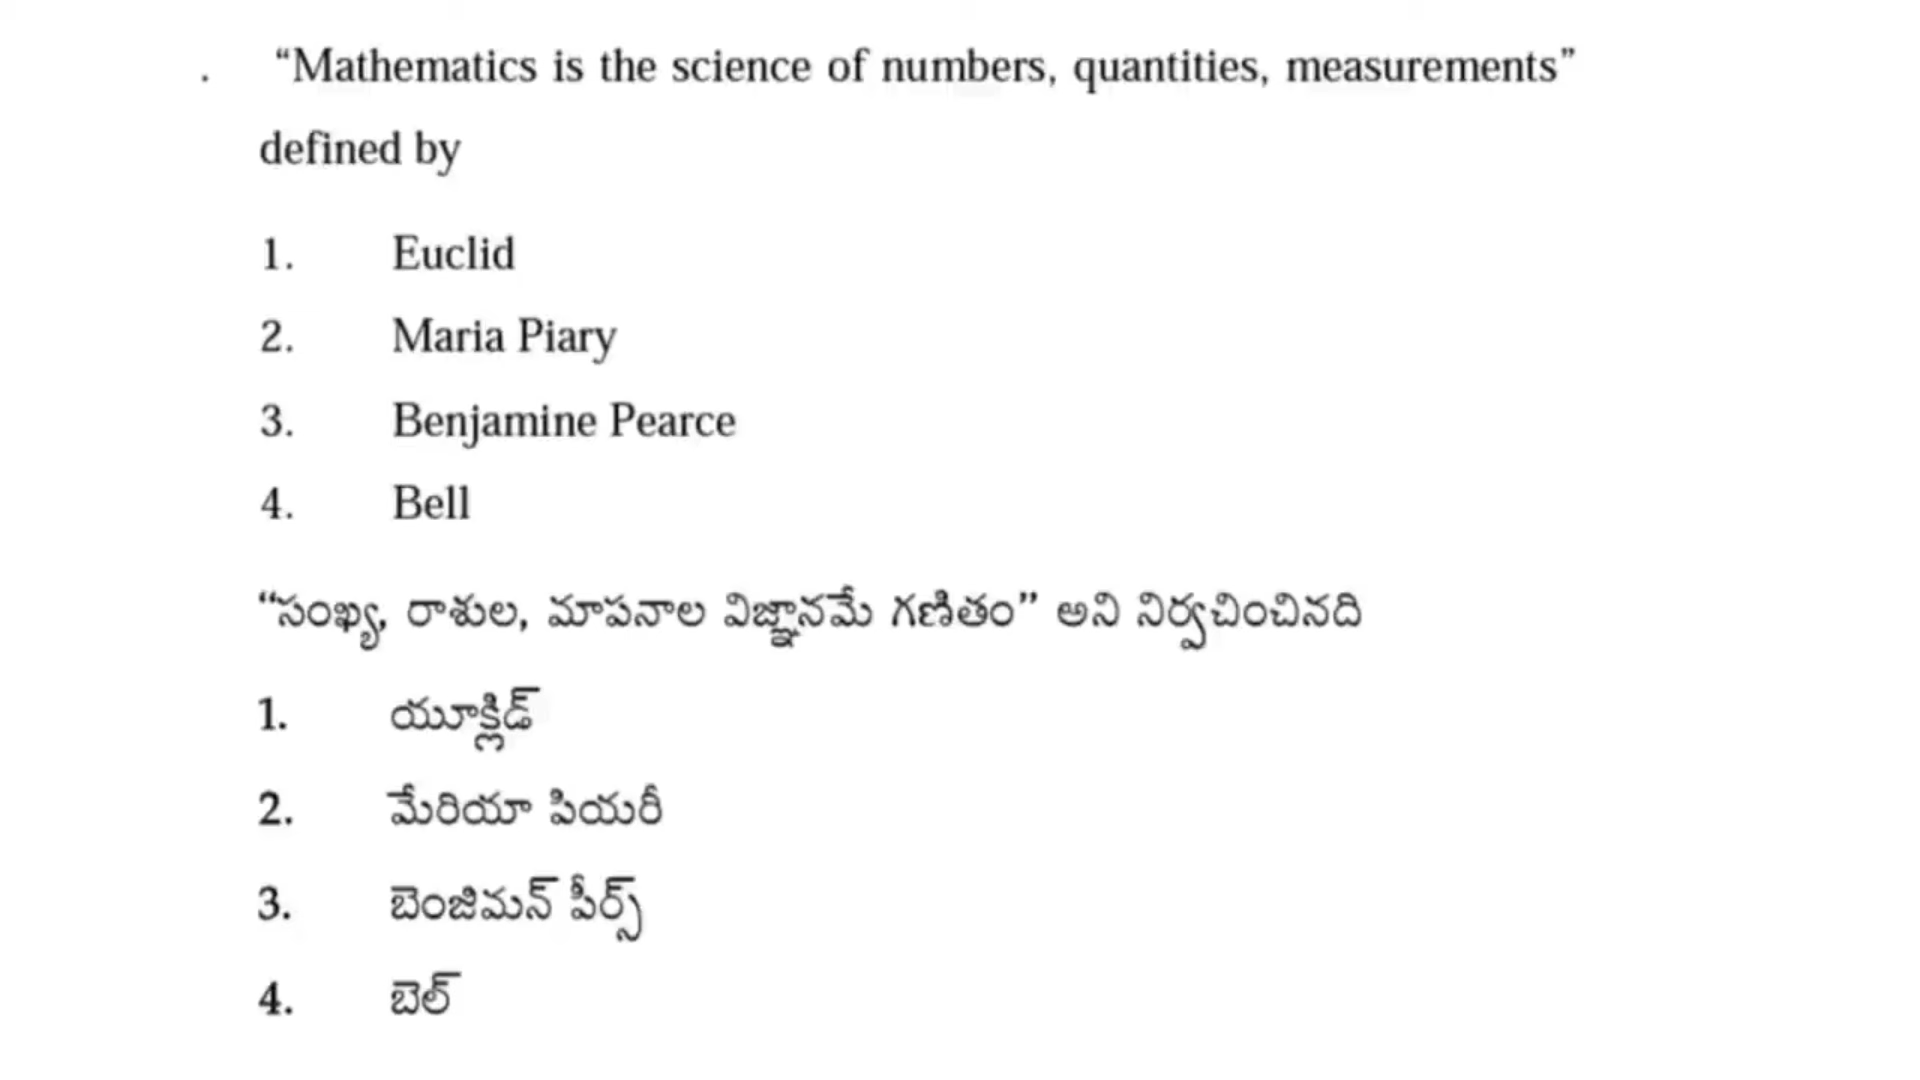 . “Mathematics is the science of numbers, quantities, measurements”
defined by
1. Euclid
2. Maria Piary
3. Benjamine Pearce
4. Bell
“సంఖ్య, రాశుల, మాపనాల విజ్ఞానమే గణితం” అని నిర్వచించినది
1. యూక్లిడ్
2. మేరియా పియరీ
3. బెంజిమన్ పీర్స్
4. బెల్